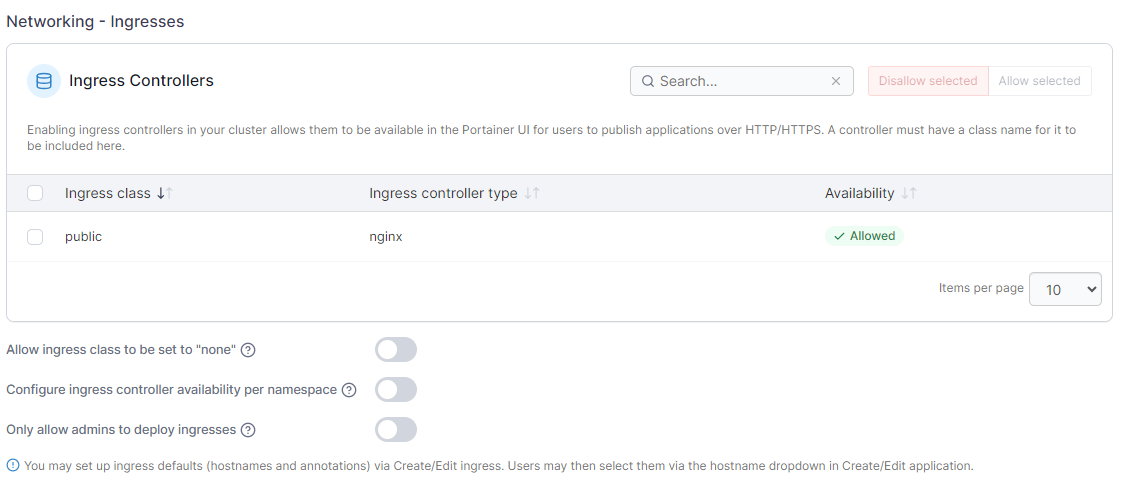 Networking - Ingresses
Ingress Controllers
Search...
Disallow selected
Allow selected
Enabling ingress controllers in your cluster allows them to be available in the Portainer UI for users to publish applications over HTTP/HTTPS. A controller must have a class name for it to
be included here.
Ingress class
Ingress controller type
Availability
public
nginx
Allowed
Items per page
10
Allow ingress class to be set to "none"
Configure ingress controller availability per namespace
Only allow admins to deploy ingresses
You may set up ingress defaults (hostnames and annotations) via Create/Edit ingress. Users may then select them via the hostname dropdown in Create/Edit application.